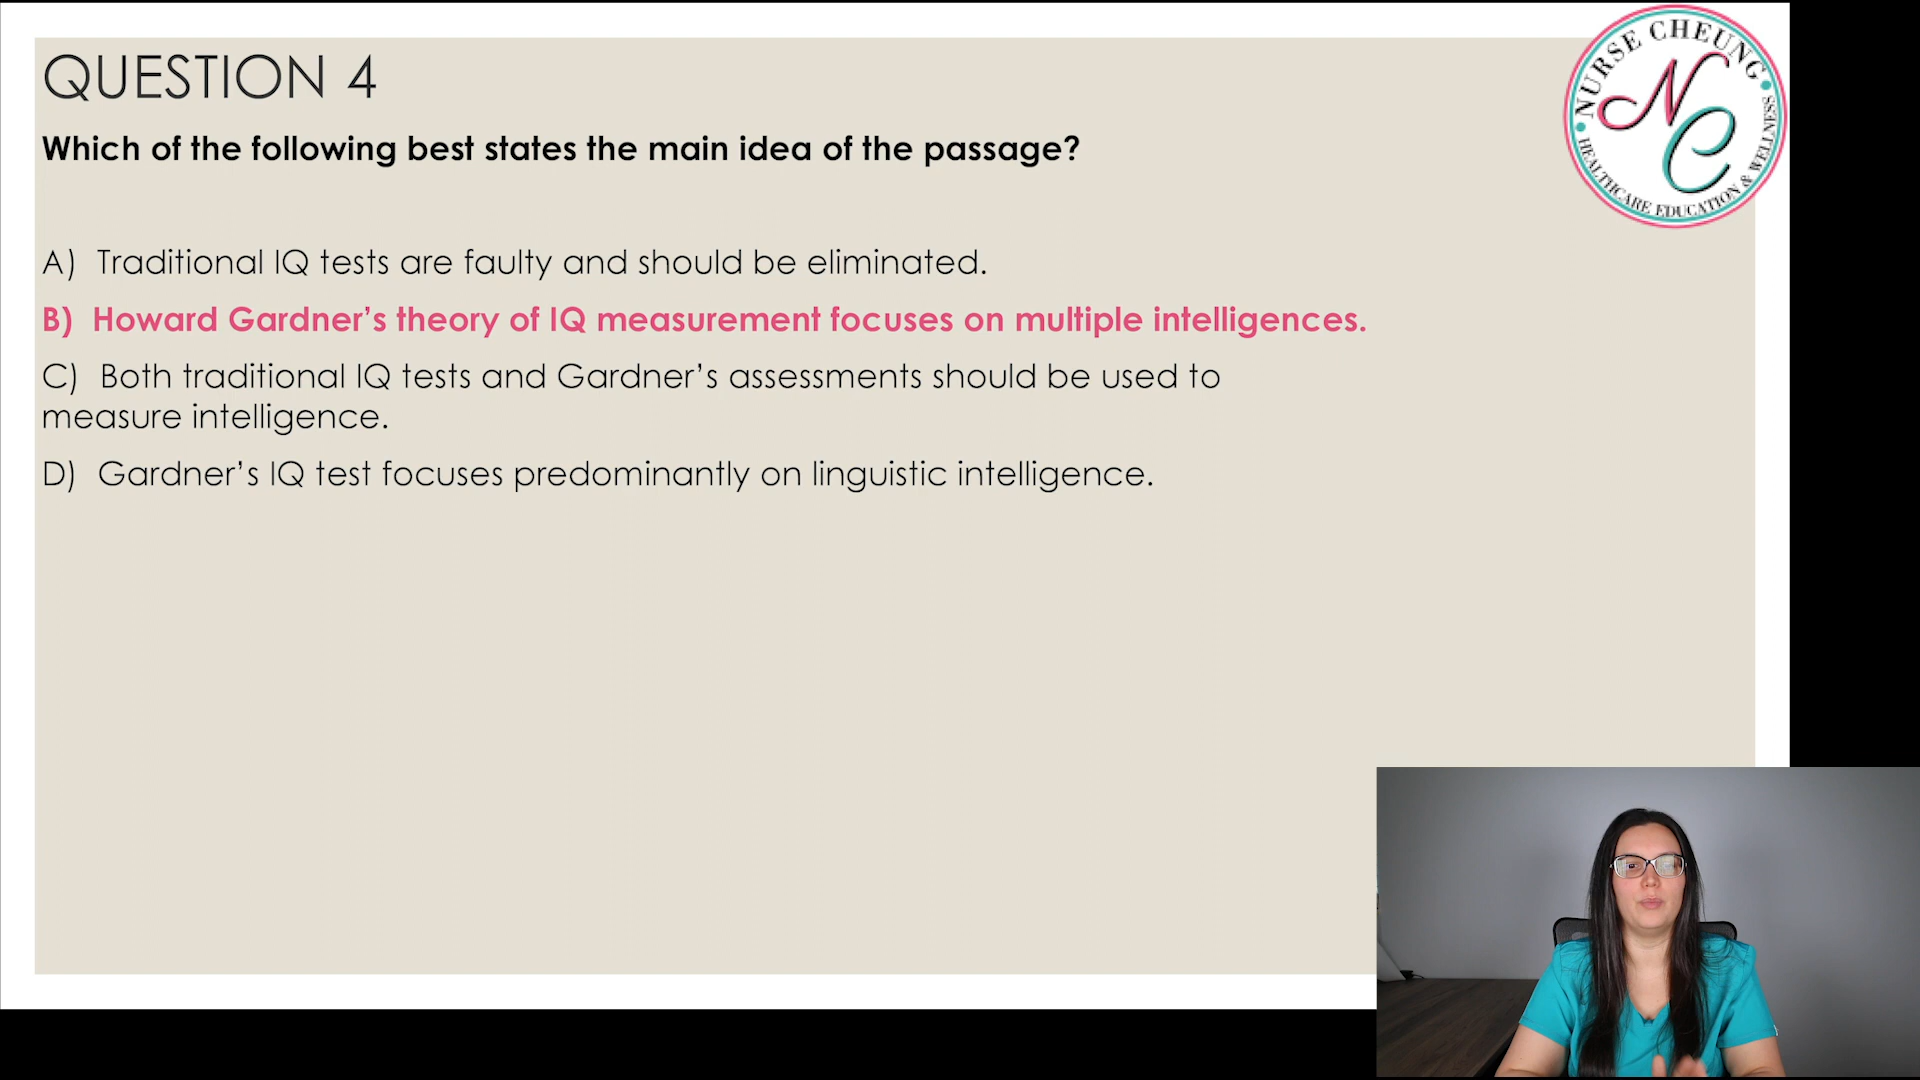 QUESTION 4
Which of the following best states the main idea of the passage?
A) Traditional IQ tests are faulty and should be eliminated.
B) Howard Gardner’s theory of IQ measurement focuses on multiple intelligences.
C) Both traditional IQ tests and Gardner’s assessments should be used to
measure intelligence.
D) Gardner’s IQ test focuses predominantly on linguistic intelligence.
NURSE CHEUNG
NC
HEALTHCARE EDUCATION & WELLNESS